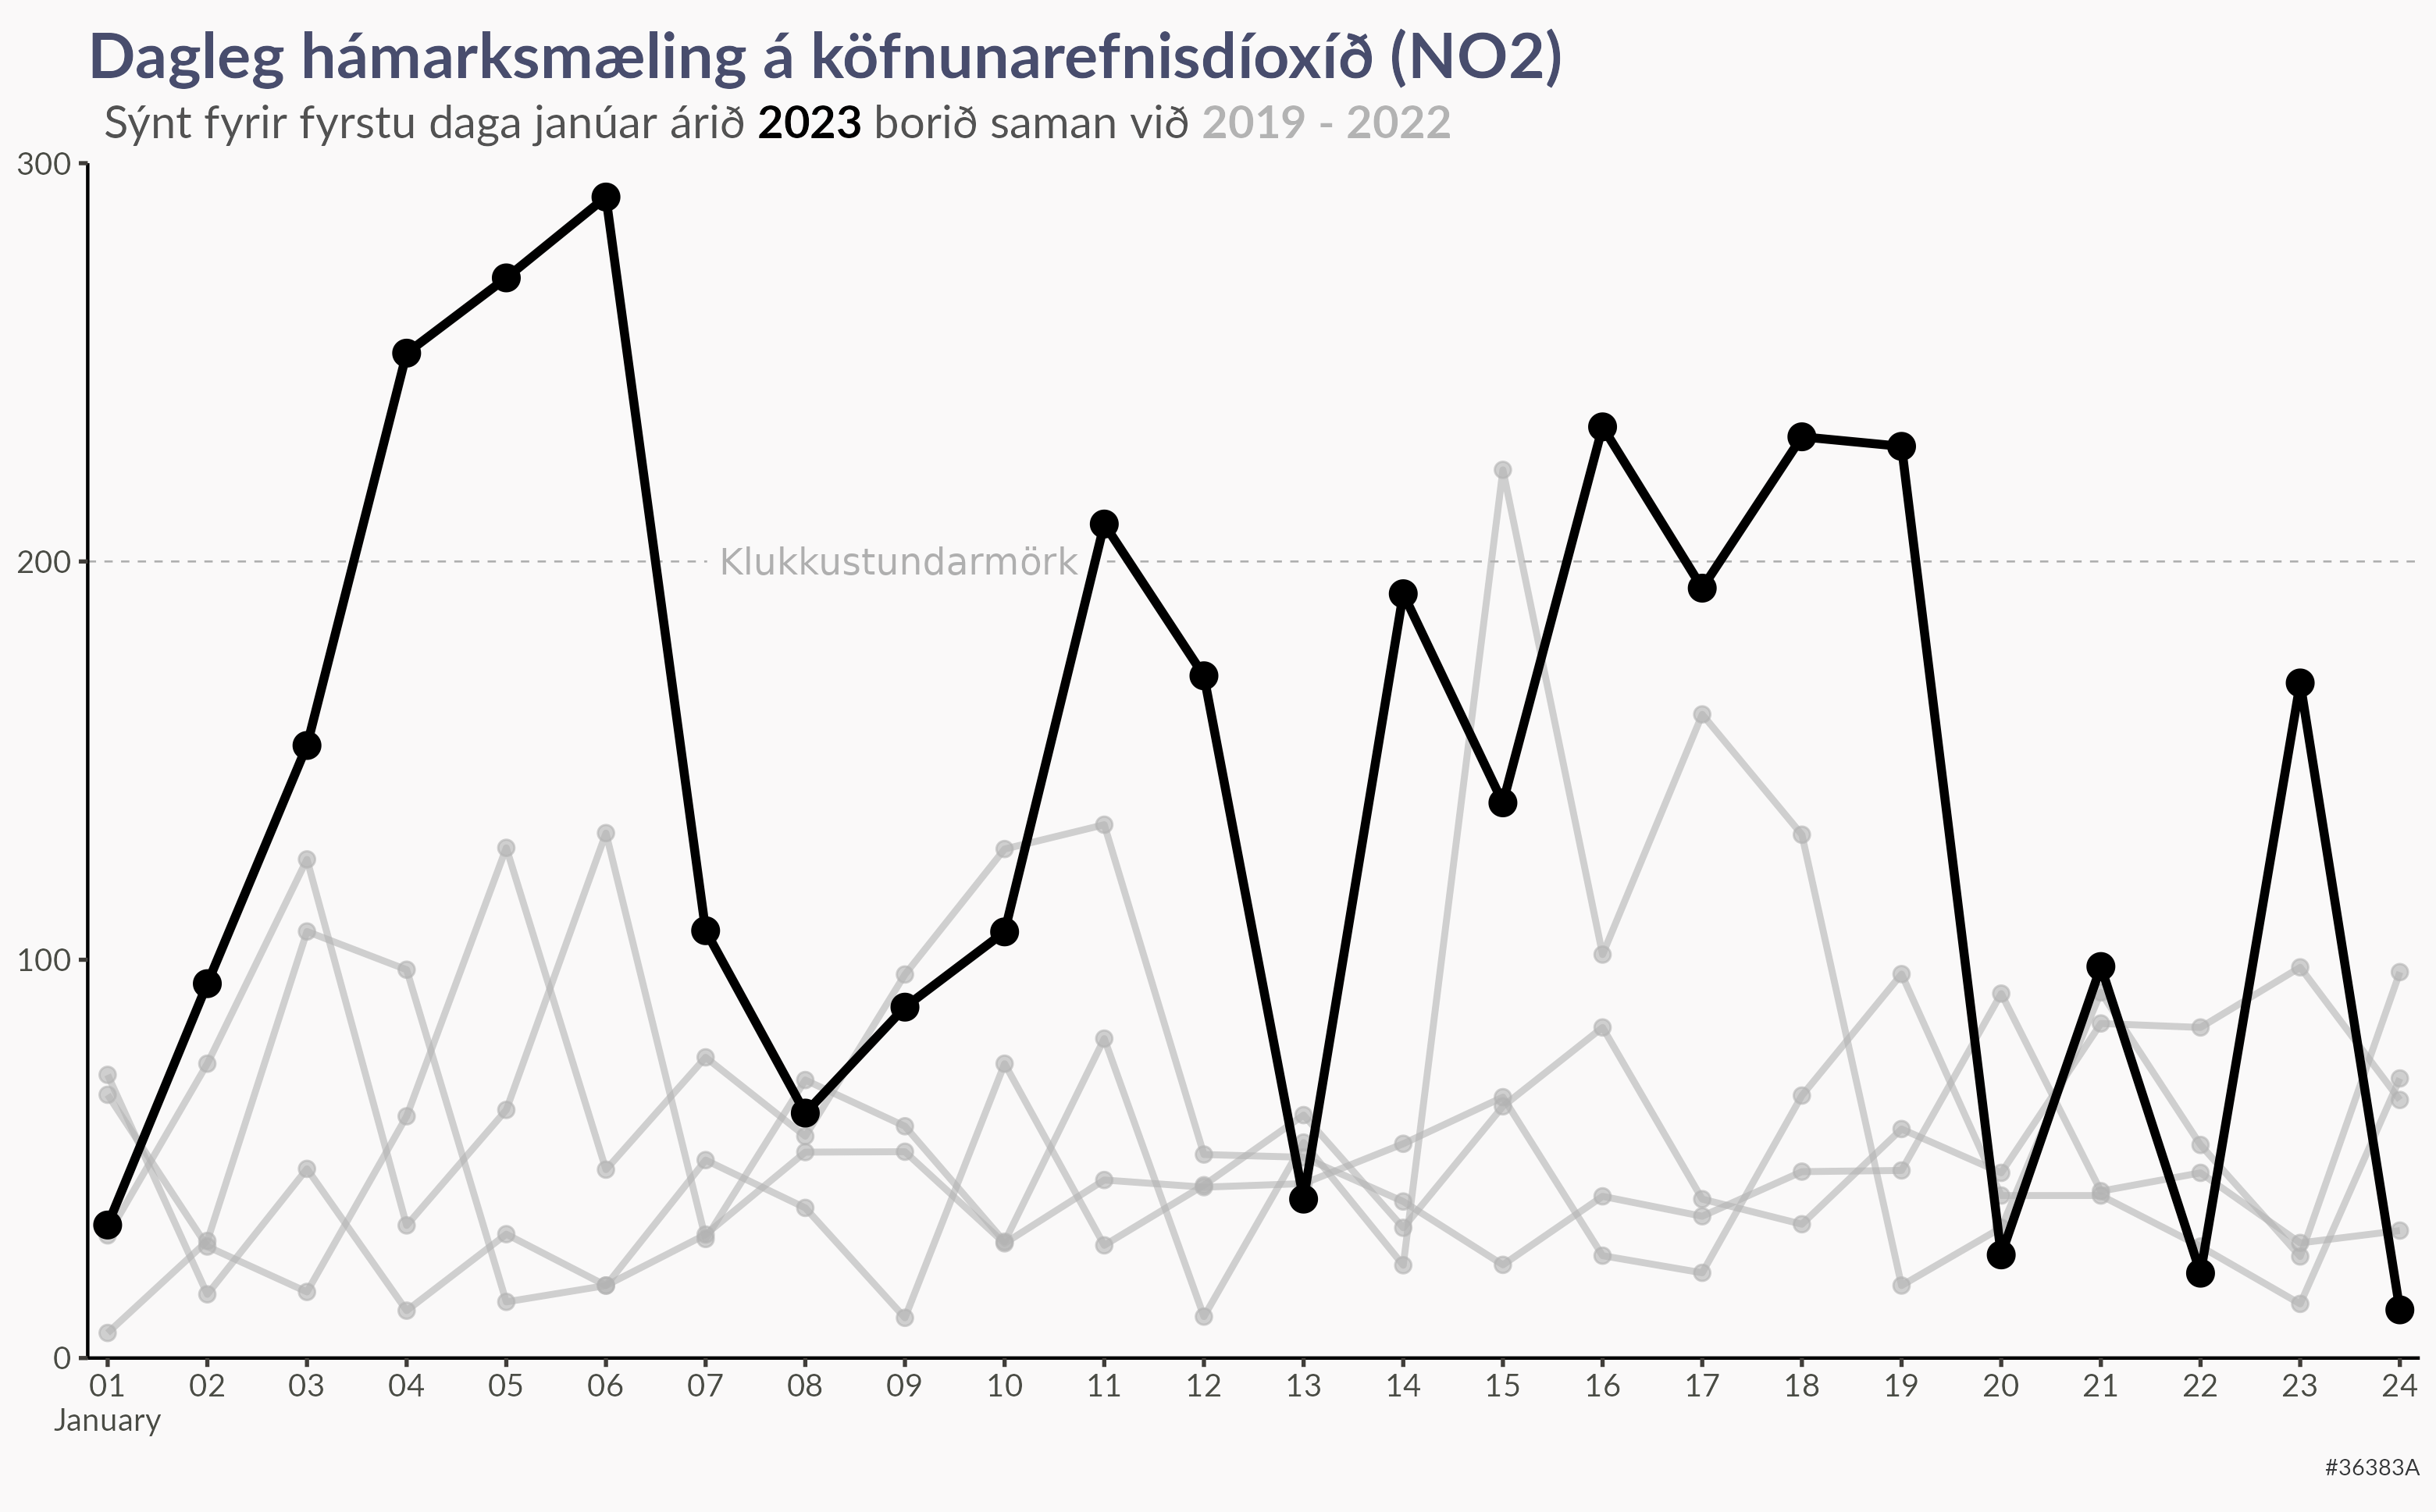 Dagleg hámarksmæling á köfnunarefnisdíoxíð (NO2)
Sýnt fyrir fyrstu daga janúar árið 2023 borið saman við 2019 - 2022
300
200
Klukkustundarmörk
100
0
01 02 03 04 05 06 07 08 09 10 11 12 13 14 15 16 17 18 19 20 21 22 23 24
January
#36383A